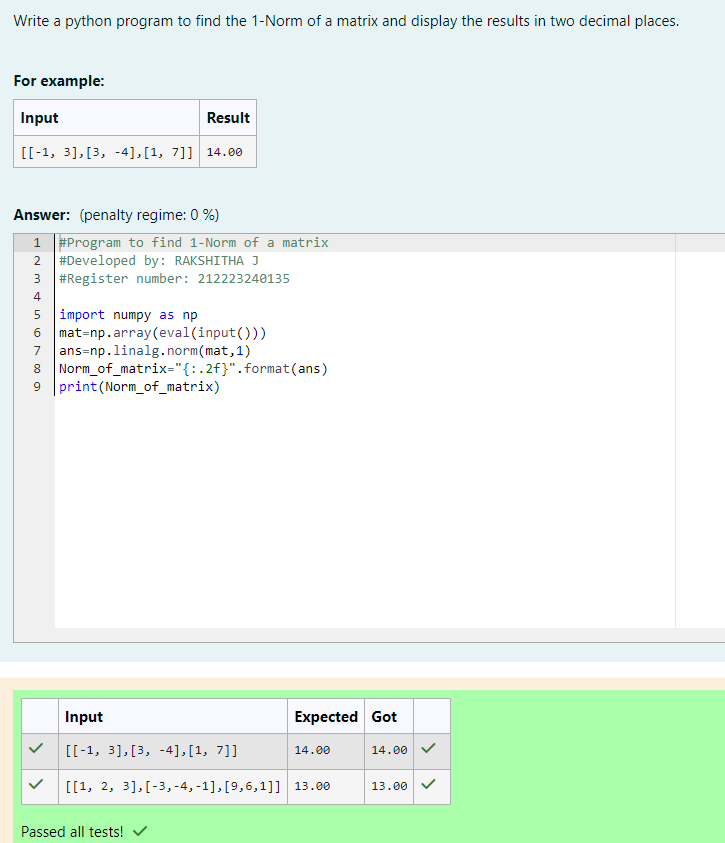 Write a python program to find the 1-Norm of a matrix and display the results in two decimal places.
For example:
Input Result
[[-1, 3],[3, -4],[1, 7]] 14.00
Answer: (penalty regime: 0 %)
1 #Program to find 1-Norm of a matrix
2 #Developed by: RAKSHITHA J
3 #Register number: 212223240135
4
5 import numpy as np
6 mat=np.array(eval(input()))
7 ans=np.linalg.norm(mat,1)
8 Norm_of_matrix="{:.2f}".format(ans)
9 print(Norm_of_matrix)
Input Expected Got
[[-1, 3],[3, -4],[1, 7]] 14.00 14.00
[[1, 2, 3],[-3,-4,-1],[9,6,1]] 13.00 13.00
Passed all tests!